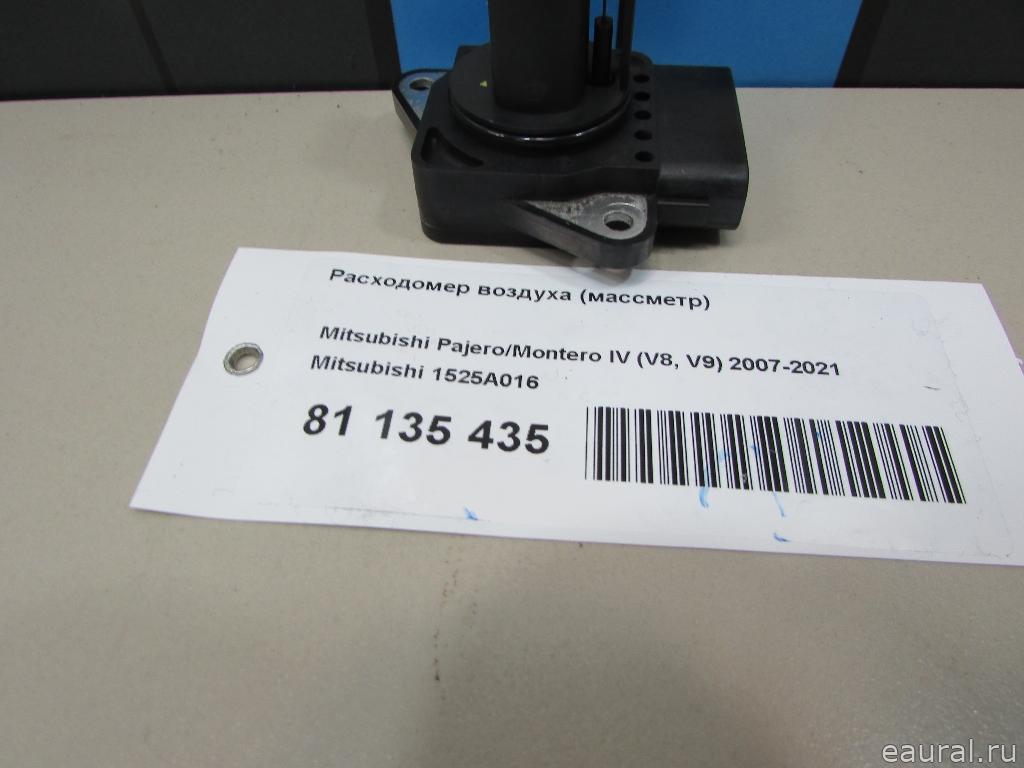 Расходомер воздуха (массметр)
Mitsubishi Pajero/Montero IV (V8, V9) 2007-2021
Mitsubishi 1525A016
81 135 435
eaural.ru